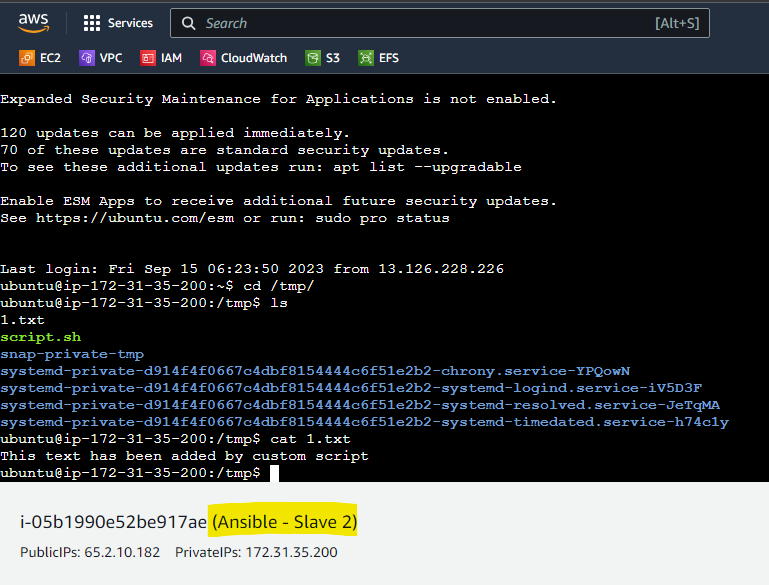 aws Services Search [Alt+S]
EC2 VPC IAM CloudWatch S3 EFS
Expanded Security Maintenance for Applications is not enabled.
120 updates can be applied immediately.
70 of these updates are standard security updates.
To see these additional updates run: apt list --upgradable
Enable ESM Apps to receive additional future security updates.
See https://ubuntu.com/esm or run: sudo pro status
Last login: Fri Sep 15 06:23:50 2023 from 13.126.228.226
ubuntu@ip-172-31-35-200:~$ cd /tmp/
ubuntu@ip-172-31-35-200:/tmp$ ls
1.txt
script.sh
snap-private-tmp
systemd-private-d914f4f0667c4dbf8154444c6f51e2b2-chrony.service-YPQowN
systemd-private-d914f4f0667c4dbf8154444c6f51e2b2-systemd-logind.service-iV5D3F
systemd-private-d914f4f0667c4dbf8154444c6f51e2b2-systemd-resolved.service-JeTqMA
systemd-private-d914f4f0667c4dbf8154444c6f51e2b2-systemd-timedated.service-h74c1y
ubuntu@ip-172-31-35-200:/tmp$ cat 1.txt
This text has been added by custom script
ubuntu@ip-172-31-35-200:/tmp$
i-05b1990e52be917ae (Ansible - Slave 2)
PublicIPs: 65.2.10.182 PrivateIPs: 172.31.35.200